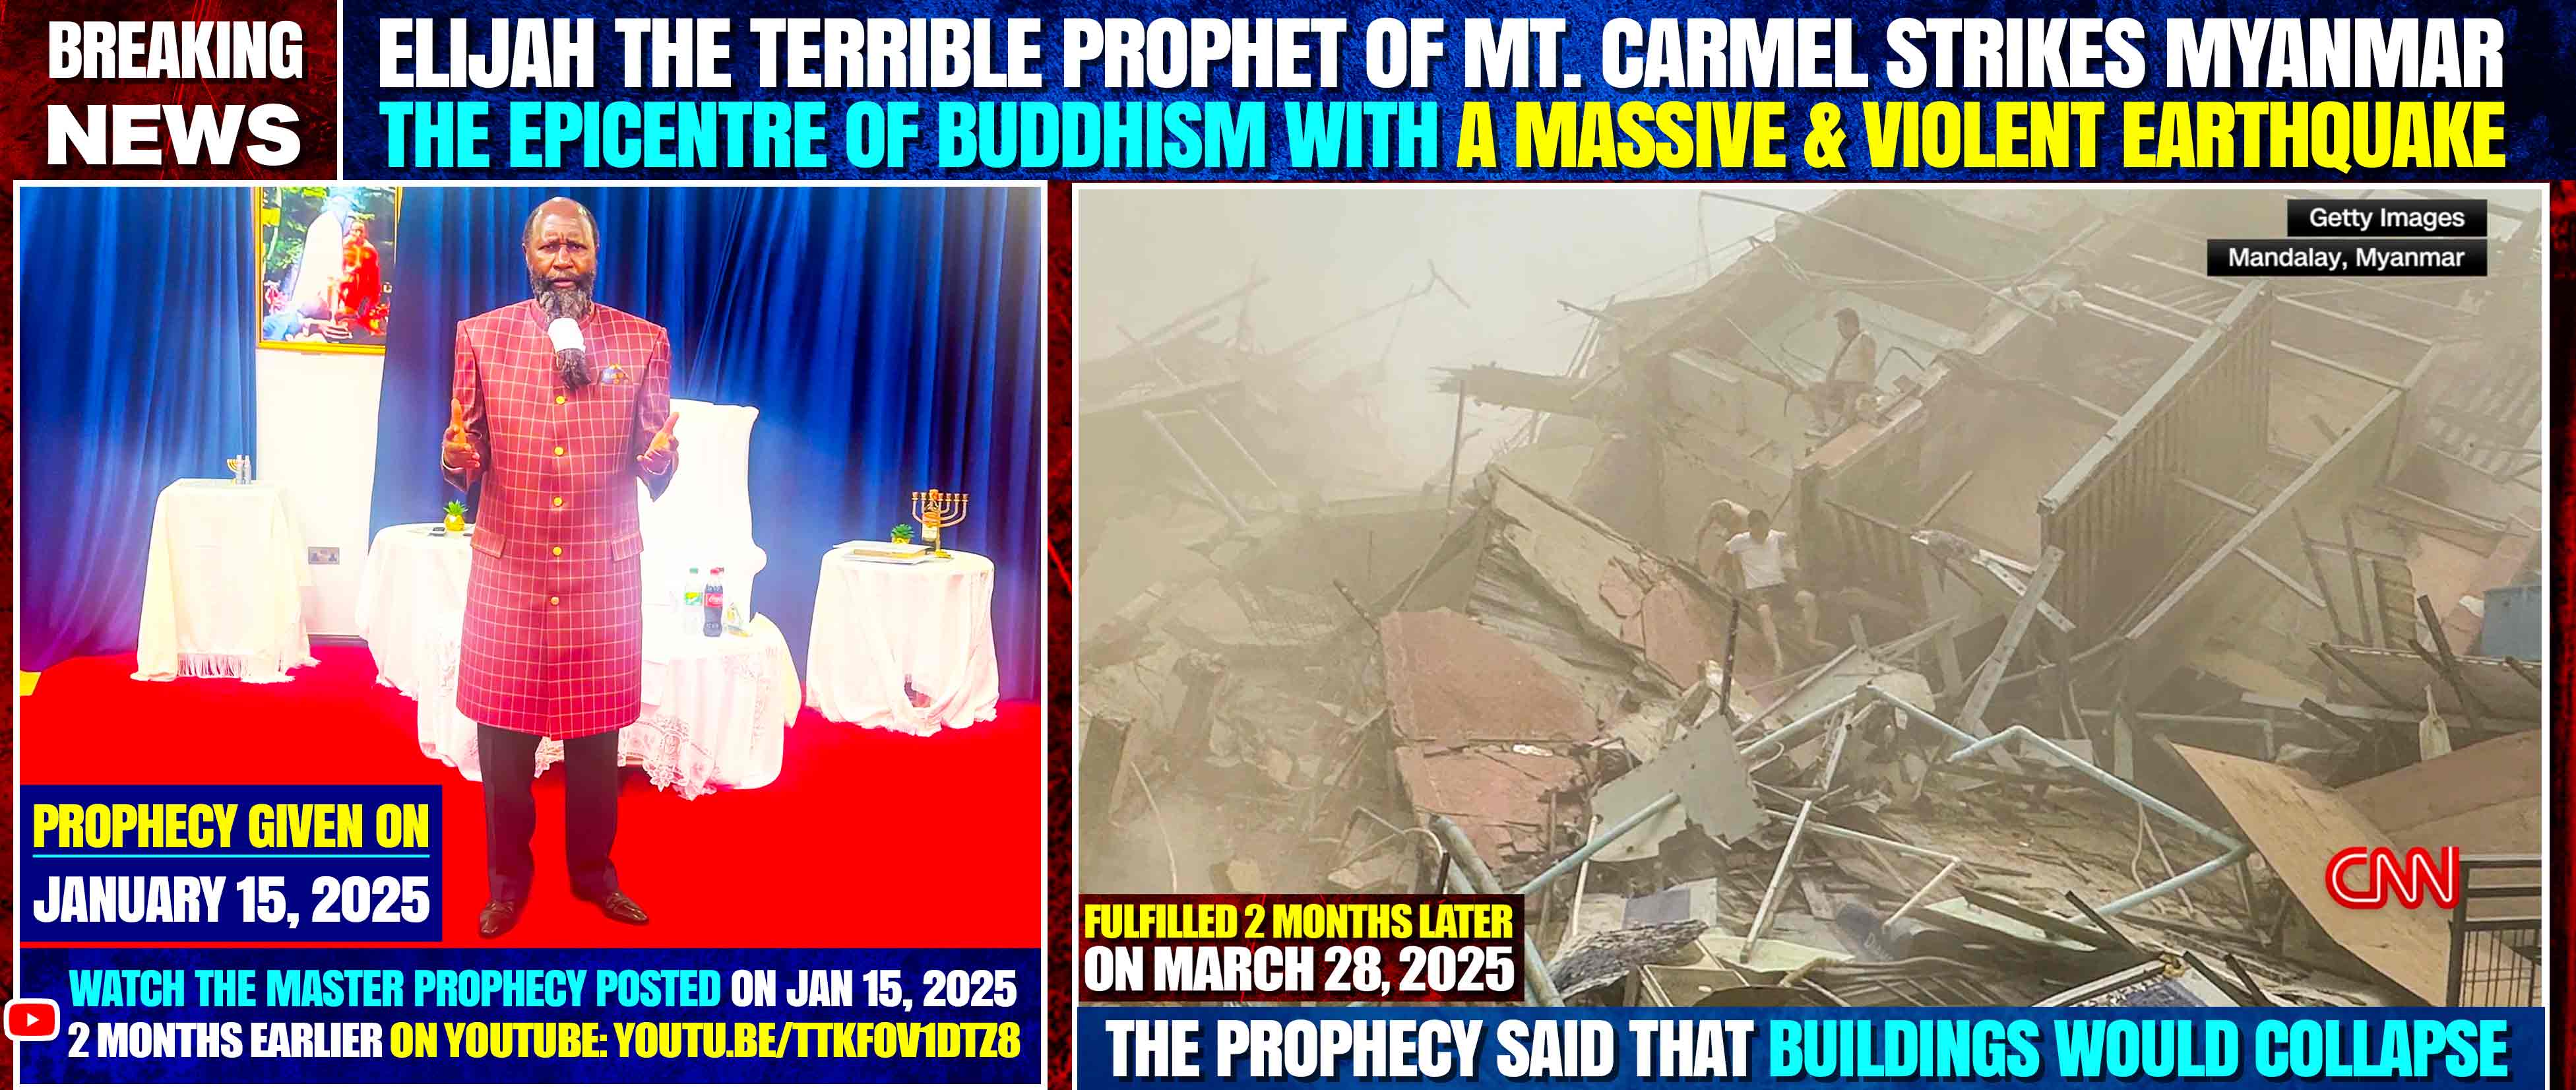 BREAKING
NEWS
ELIJAH THE TERRIBLE PROPHET OF MT. CARMEL STRIKES MYANMAR
THE EPICENTRE OF BUDDHISM WITH A MASSIVE & VIOLENT EARTHQUAKE
PROPHECY GIVEN ON
JANUARY 15, 2025
WATCH THE MASTER PROPHECY POSTED ON JAN 15, 2025
2 MONTHS EARLIER ON YOUTUBE: YOUTU.BE/TTKFOV1DTZ8
Getty Images
Mandalay, Myanmar
CNN
FULFILLED 2 MONTHS LATER
ON MARCH 28, 2025
THE PROPHECY SAID THAT BUILDINGS WOULD COLLAPSE